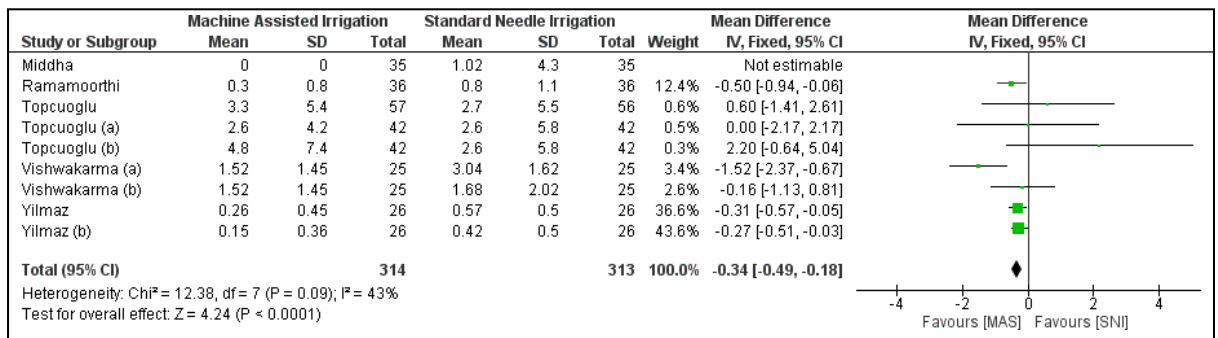 Machine Assisted Irrigation Standard Needle Irrigation Mean Difference Mean Difference
Study or Subgroup Mean SD Total Mean SD Total Weight IV, Fixed, 95% CI IV, Fixed, 95% CI
Middha 0 0 35 1.02 4.3 35 Not estimable
Ramamoorthi 0.3 0.8 36 0.8 1.1 36 12.4% -0.50 [-0.94, -0.06]
Topcuoglu 3.3 5.4 57 2.7 5.5 56 0.6% 0.60 [-1.41, 2.61]
Topcuoglu (a) 2.6 4.2 42 2.6 5.8 42 0.5% 0.00 [-2.17, 2.17]
Topcuoglu (b) 4.8 7.4 42 2.6 5.8 42 0.3% 2.20 [-0.64, 5.04]
Vishwakarma (a) 1.52 1.45 25 3.04 1.62 25 3.4% -1.52 [-2.37, -0.67]
Vishwakarma (b) 1.52 1.45 25 1.68 2.02 25 2.6% -0.16 [-1.13, 0.81]
Yilmaz 0.26 0.45 26 0.57 0.5 26 36.6% -0.31 [-0.57, -0.05]
Yilmaz (b) 0.15 0.36 26 0.42 0.5 26 43.6% -0.27 [-0.51, -0.03]
Total (95% CI) 314 313 100.0% -0.34 [-0.49, -0.18]
Heterogeneity: Chi² = 12.38, df = 7 (P = 0.09); I² = 43%
Test for overall effect: Z = 4.24 (P < 0.0001)
-4 -2 0 2 4
Favours [MAS] Favours [SNI]